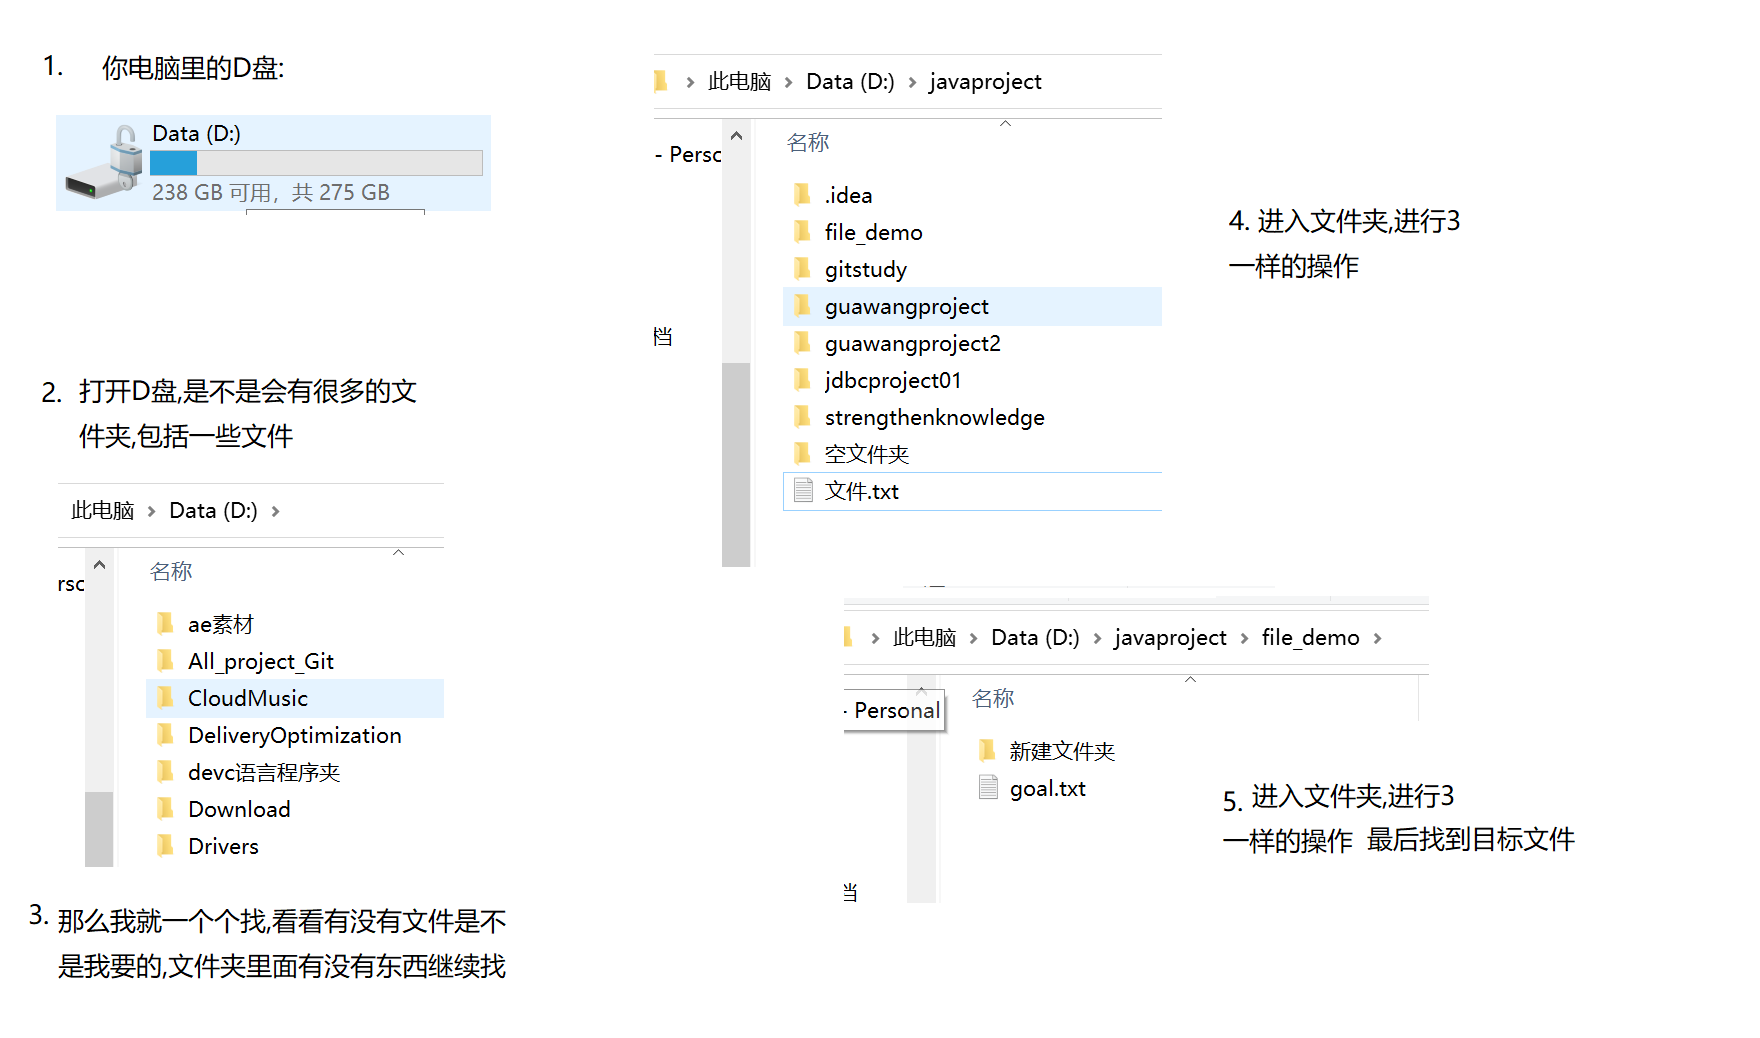 1. 你电脑里的D盘:
Data (D:)
238 GB 可用，共 275 GB
2. 打开D盘,是不是会有很多的文
件夹,包括一些文件
此电脑 > Data (D:) >
rsc
名称
ae素材
All_project_Git
CloudMusic
DeliveryOptimization
devc语言程序夹
Download
Drivers
3. 那么我就一个个找,看看有没有文件是不
是我要的,文件夹里面有没有东西继续找
> 此电脑 > Data (D:) > javaproject
名称
- Persc
.idea
file_demo
gitstudy
guawangproject
档
guawangproject2
jdbcproject01
strengthenknowledge
空文件夹
文件.txt
4. 进入文件夹,进行3
一样的操作
> 此电脑 > Data (D:) > javaproject > file_demo >
名称
- Personal
新建文件夹
goal.txt
当
5. 进入文件夹,进行3
一样的操作 最后找到目标文件